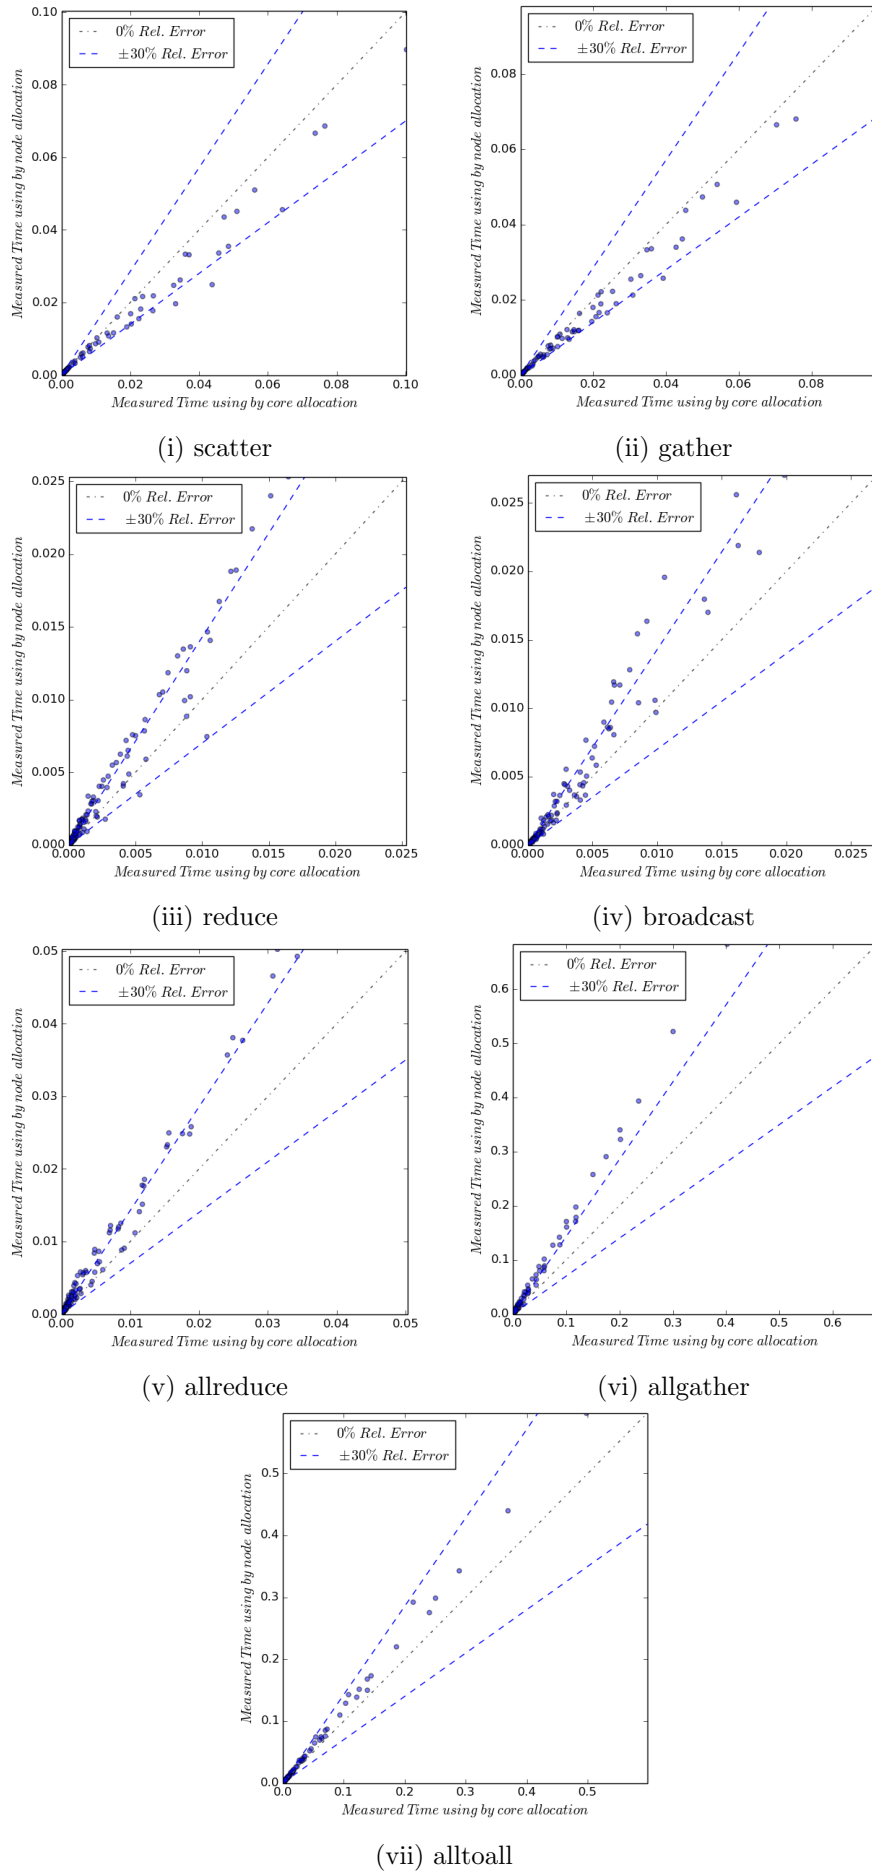 0% Rel. Error
±30% Rel. Error
Measured Time using by node allocation
0.10
0.08
0.06
0.04
0.02
0.00
0.00 0.02 0.04 0.06 0.08 0.10
Measured Time using by core allocation
(i) scatter
0% Rel. Error
±30% Rel. Error
Measured Time using by node allocation
0.08
0.06
0.04
0.02
0.00
0.00 0.02 0.04 0.06 0.08
Measured Time using by core allocation
(ii) gather
0% Rel. Error
±30% Rel. Error
Measured Time using by node allocation
0.025
0.020
0.015
0.010
0.005
0.000
0.000 0.005 0.010 0.015 0.020 0.025
Measured Time using by core allocation
(iii) reduce
0% Rel. Error
±30% Rel. Error
Measured Time using by node allocation
0.025
0.020
0.015
0.010
0.005
0.000
0.000 0.005 0.010 0.015 0.020 0.025
Measured Time using by core allocation
(iv) broadcast
0% Rel. Error
±30% Rel. Error
Measured Time using by node allocation
0.05
0.04
0.03
0.02
0.01
0.00
0.00 0.01 0.02 0.03 0.04 0.05
Measured Time using by core allocation
(v) allreduce
0% Rel. Error
±30% Rel. Error
Measured Time using by node allocation
0.6
0.5
0.4
0.3
0.2
0.1
0.0
0.0 0.1 0.2 0.3 0.4 0.5 0.6
Measured Time using by core allocation
(vi) allgather
0% Rel. Error
±30% Rel. Error
Measured Time using by node allocation
0.5
0.4
0.3
0.2
0.1
0.0
0.0 0.1 0.2 0.3 0.4 0.5
Measured Time using by core allocation
(vii) alltoall